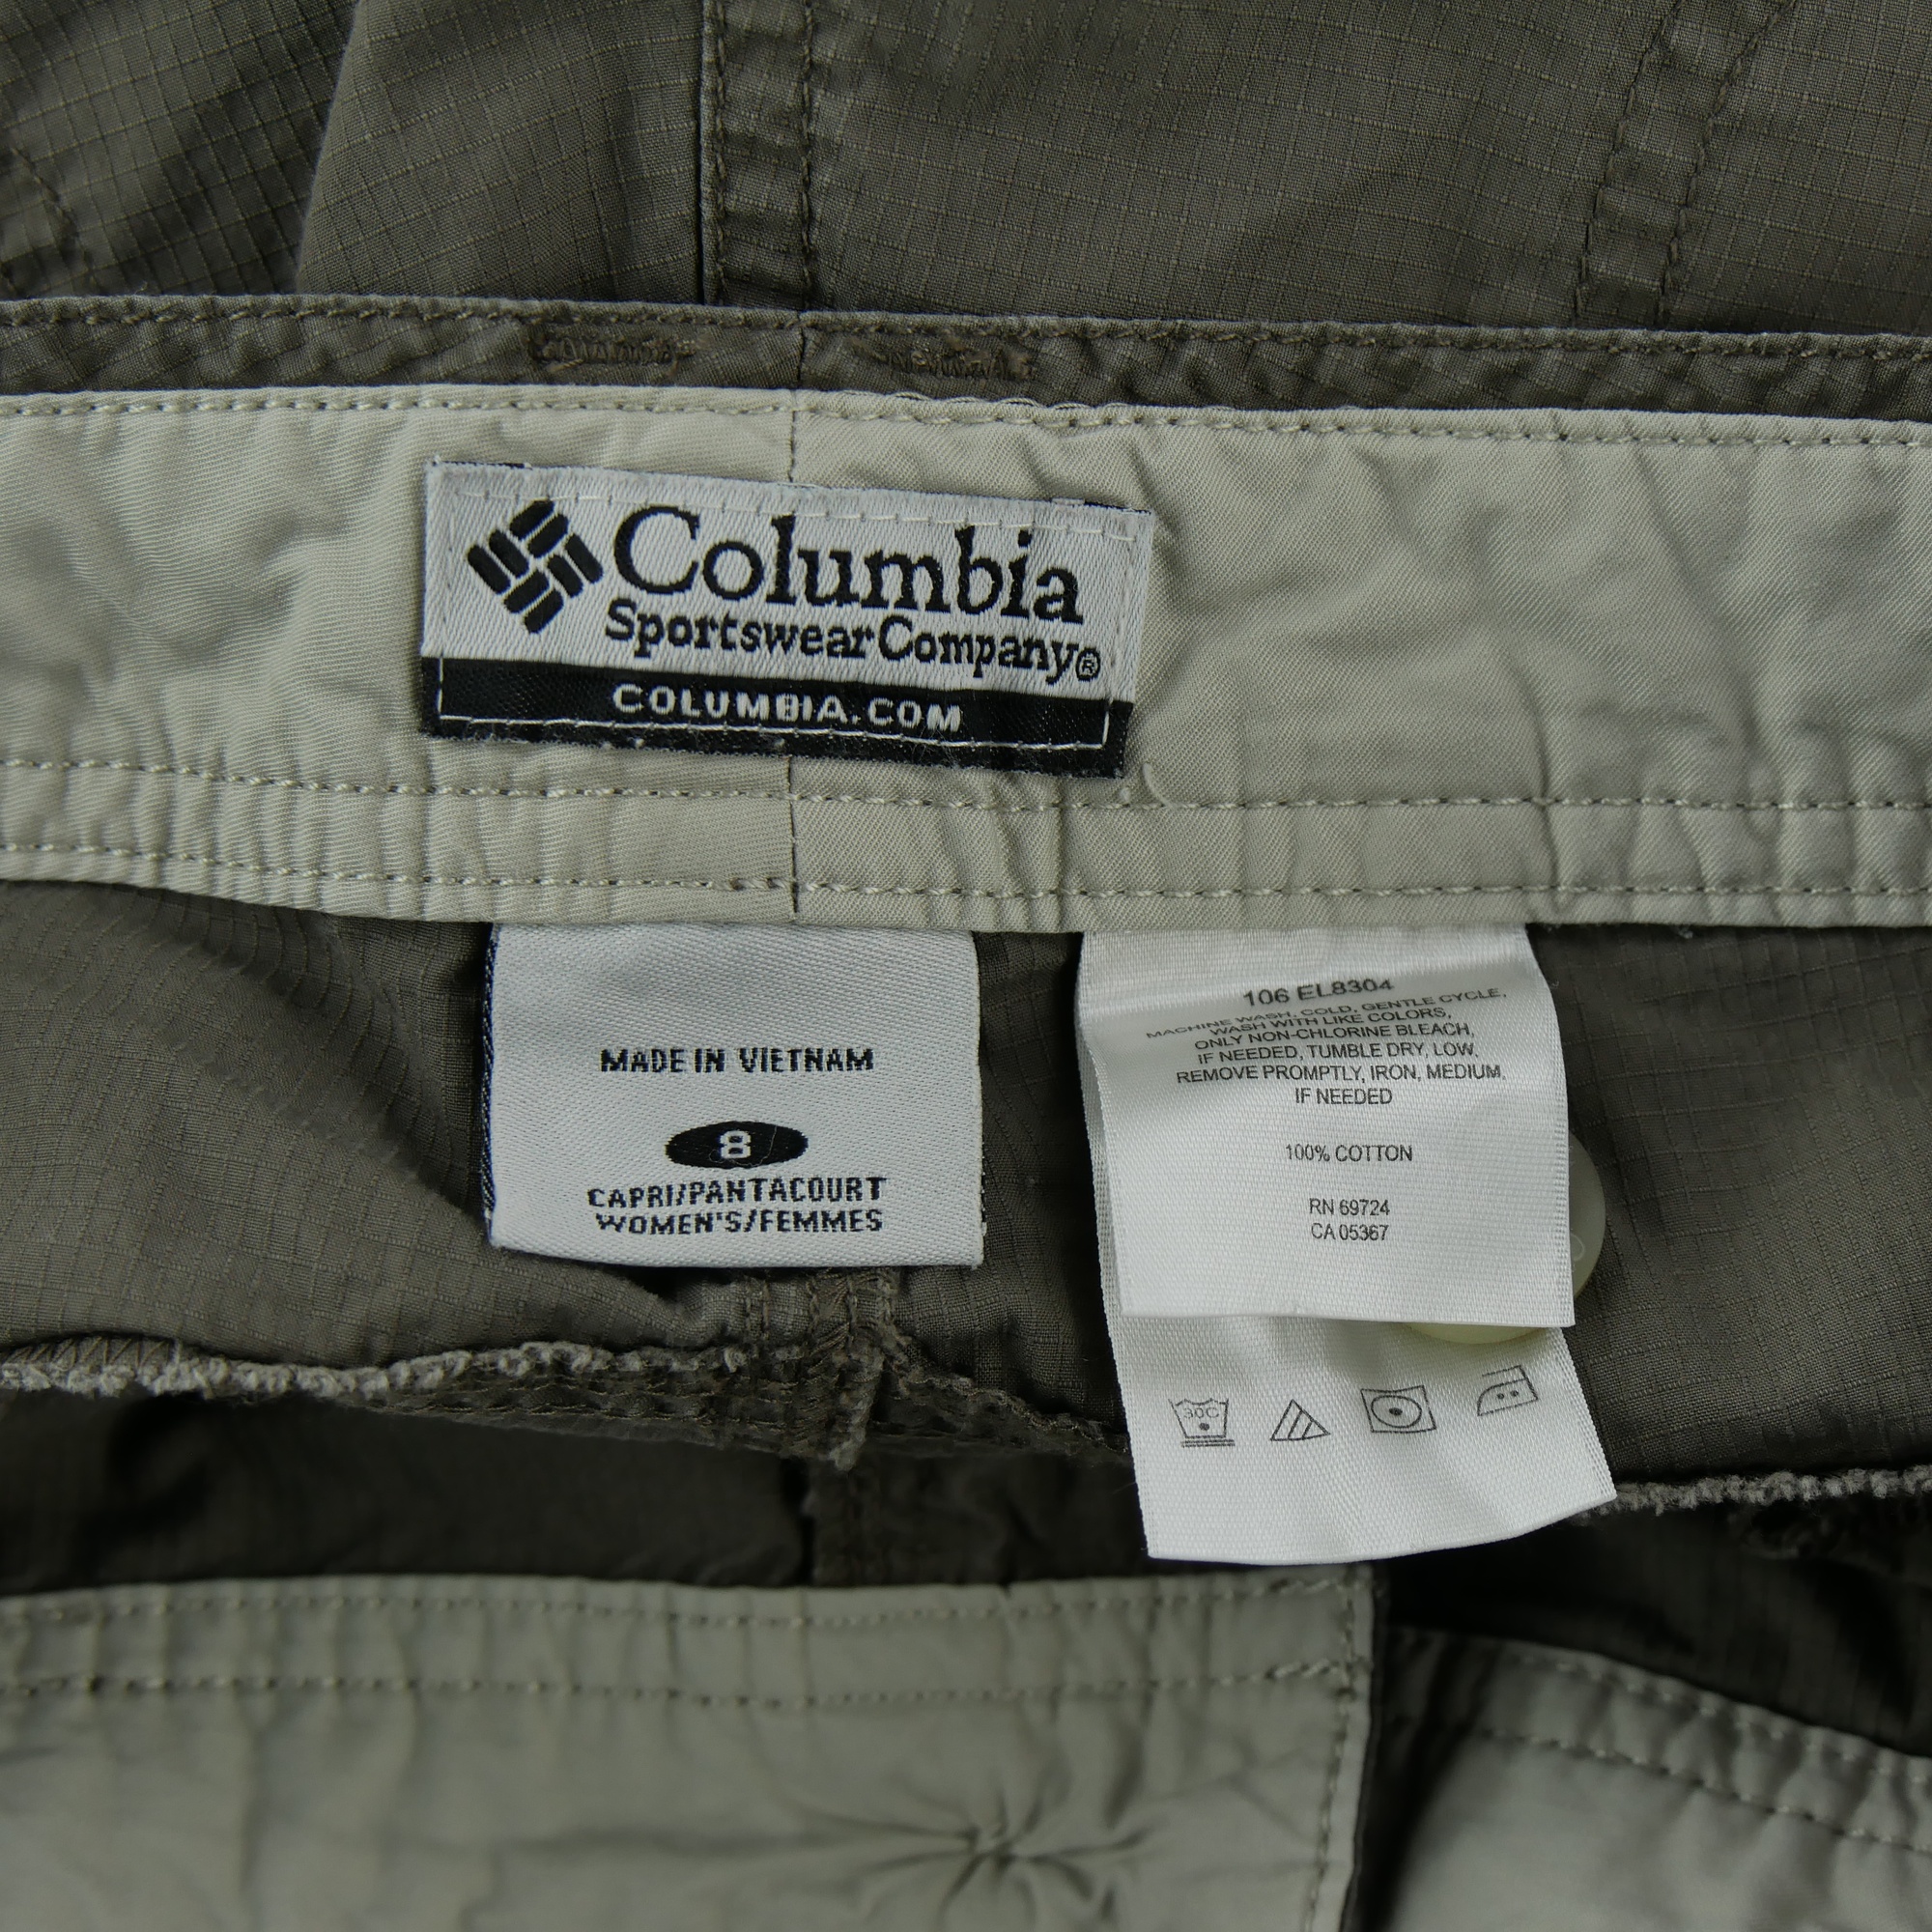 Columbia
Sportswear Company®
COLUMBIA.COM
MADE IN VIETNAM
8
CAPRI/PANTACOURT
WOMEN'S/FEMMES
106 EL8304
MACHINE WASH, COLD, GENTLE CYCLE,
WASH WITH LIKE COLORS,
ONLY NON-CHLORINE BLEACH,
IF NEEDED, TUMBLE DRY, LOW,
REMOVE PROMPTLY, IRON, MEDIUM,
IF NEEDED
100% COTTON
RN 69724
CA 05367
30C